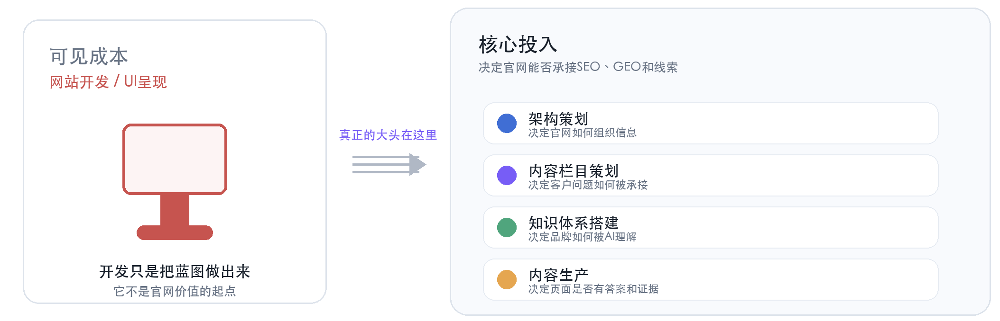 可见成本
网站开发 / UI呈现
开发只是把蓝图做出来
它不是官网价值的起点
真正的大头在这里
核心投入
决定官网能否承接SEO、GEO和线索
架构策划
决定官网如何组织信息
内容栏目策划
决定客户问题如何被承接
知识体系搭建
决定品牌如何被AI理解
内容生产
决定页面是否有答案和证据